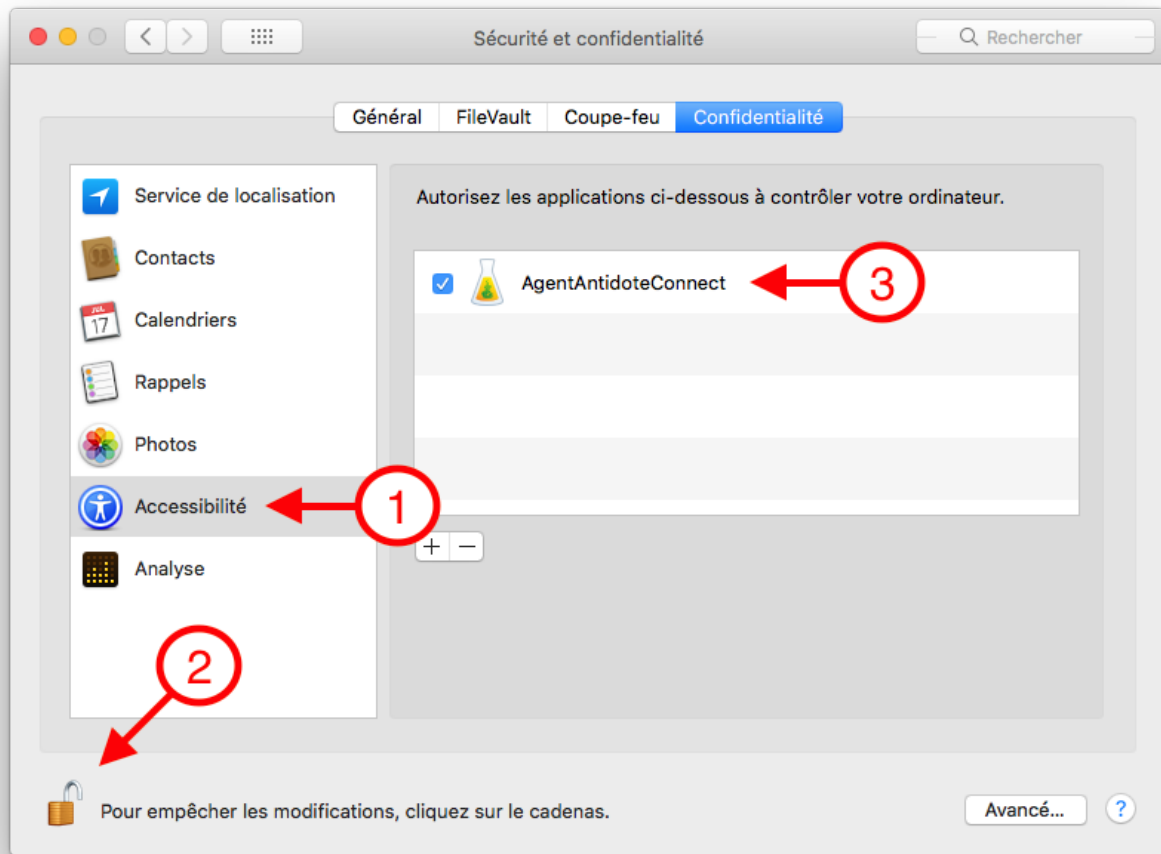 Sécurité et confidentialité
Rechercher
Général FileVault Coupe-feu Confidentialité
Service de localisation
Contacts
JUL
17
Calendriers
Rappels
Photos
Accessibilité
Analyse
Autorisez les applications ci-dessous à contrôler votre ordinateur.
AgentAntidoteConnect
3
1
+ −
2
Pour empêcher les modifications, cliquez sur le cadenas.
Avancé... ?